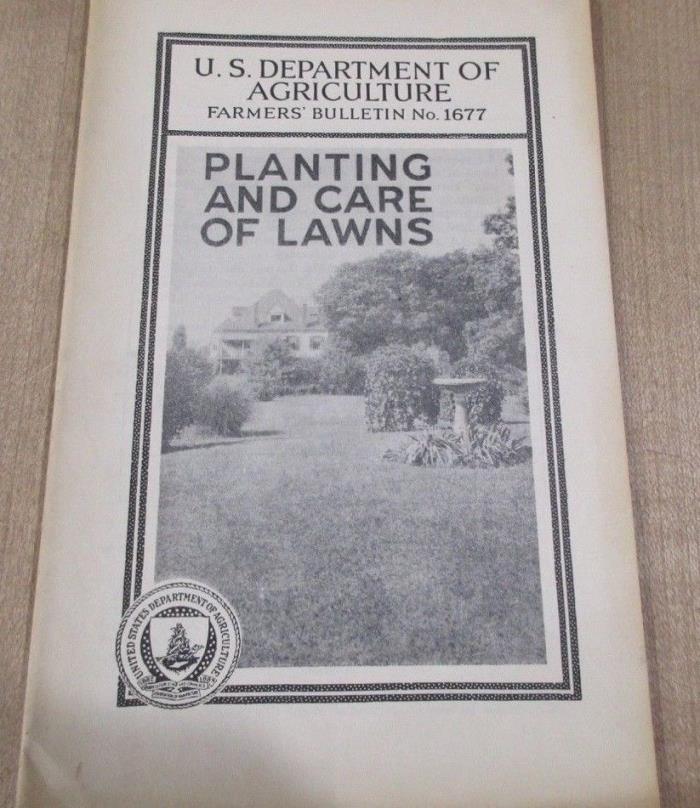 U. S. DEPARTMENT OF
AGRICULTURE
FARMERS' BULLETIN No. 1677
PLANTING
AND CARE
OF LAWNS
UNITED STATES DEPARTMENT OF AGRICULTURE